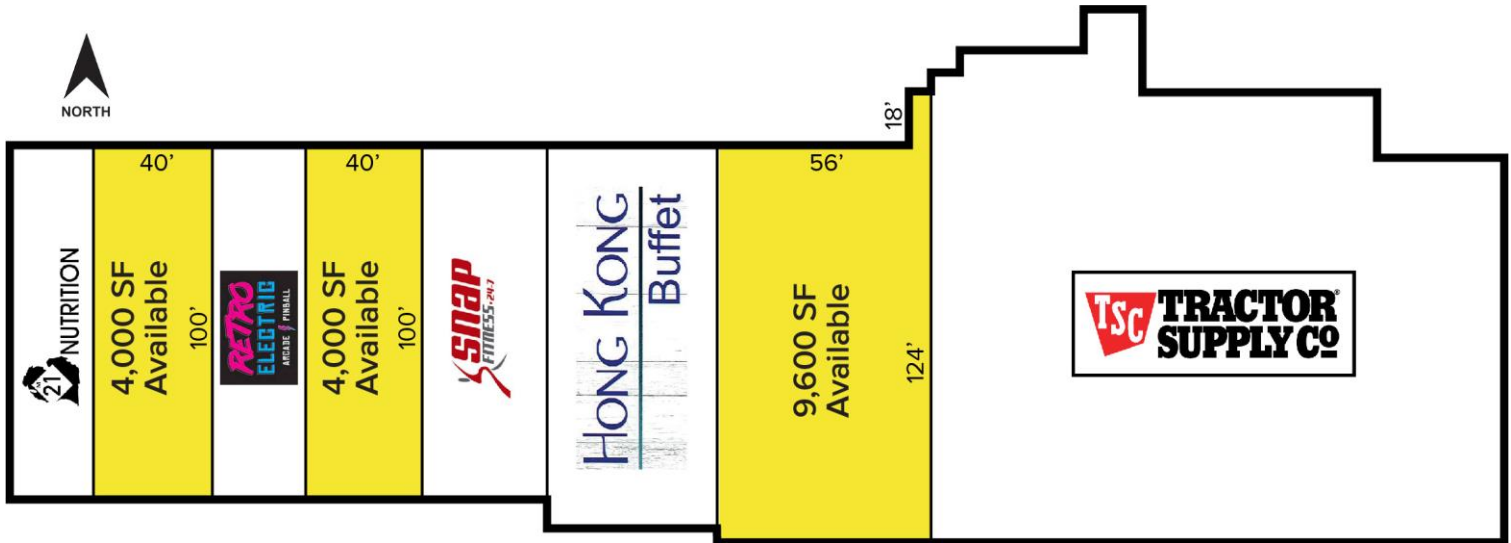 NORTH
M
21
NUTRITION
40’
4,000 SF
Available
100’
RETRO
ELECTRIC
ARCADE PINBALL
40’
4,000 SF
Available
100’
SNAP
FITNESS-24-7
HONG KONG
Buffet
56’
18’
9,600 SF
Available
124’
TSC TRACTOR
SUPPLY CO